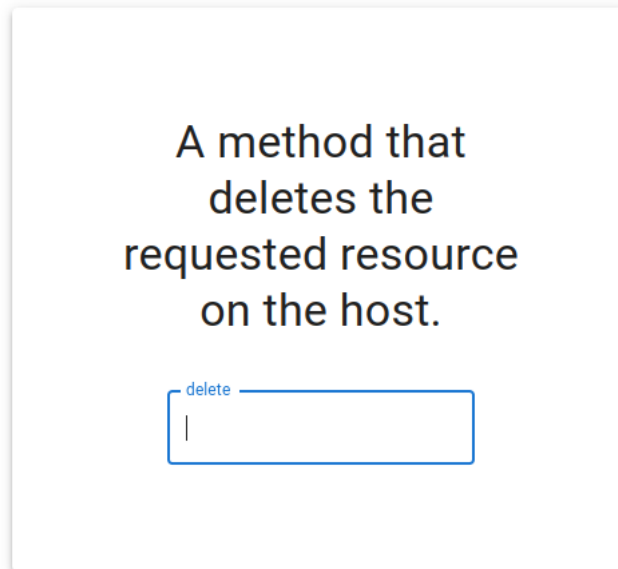 A method that
deletes the
requested resource
on the host.
delete